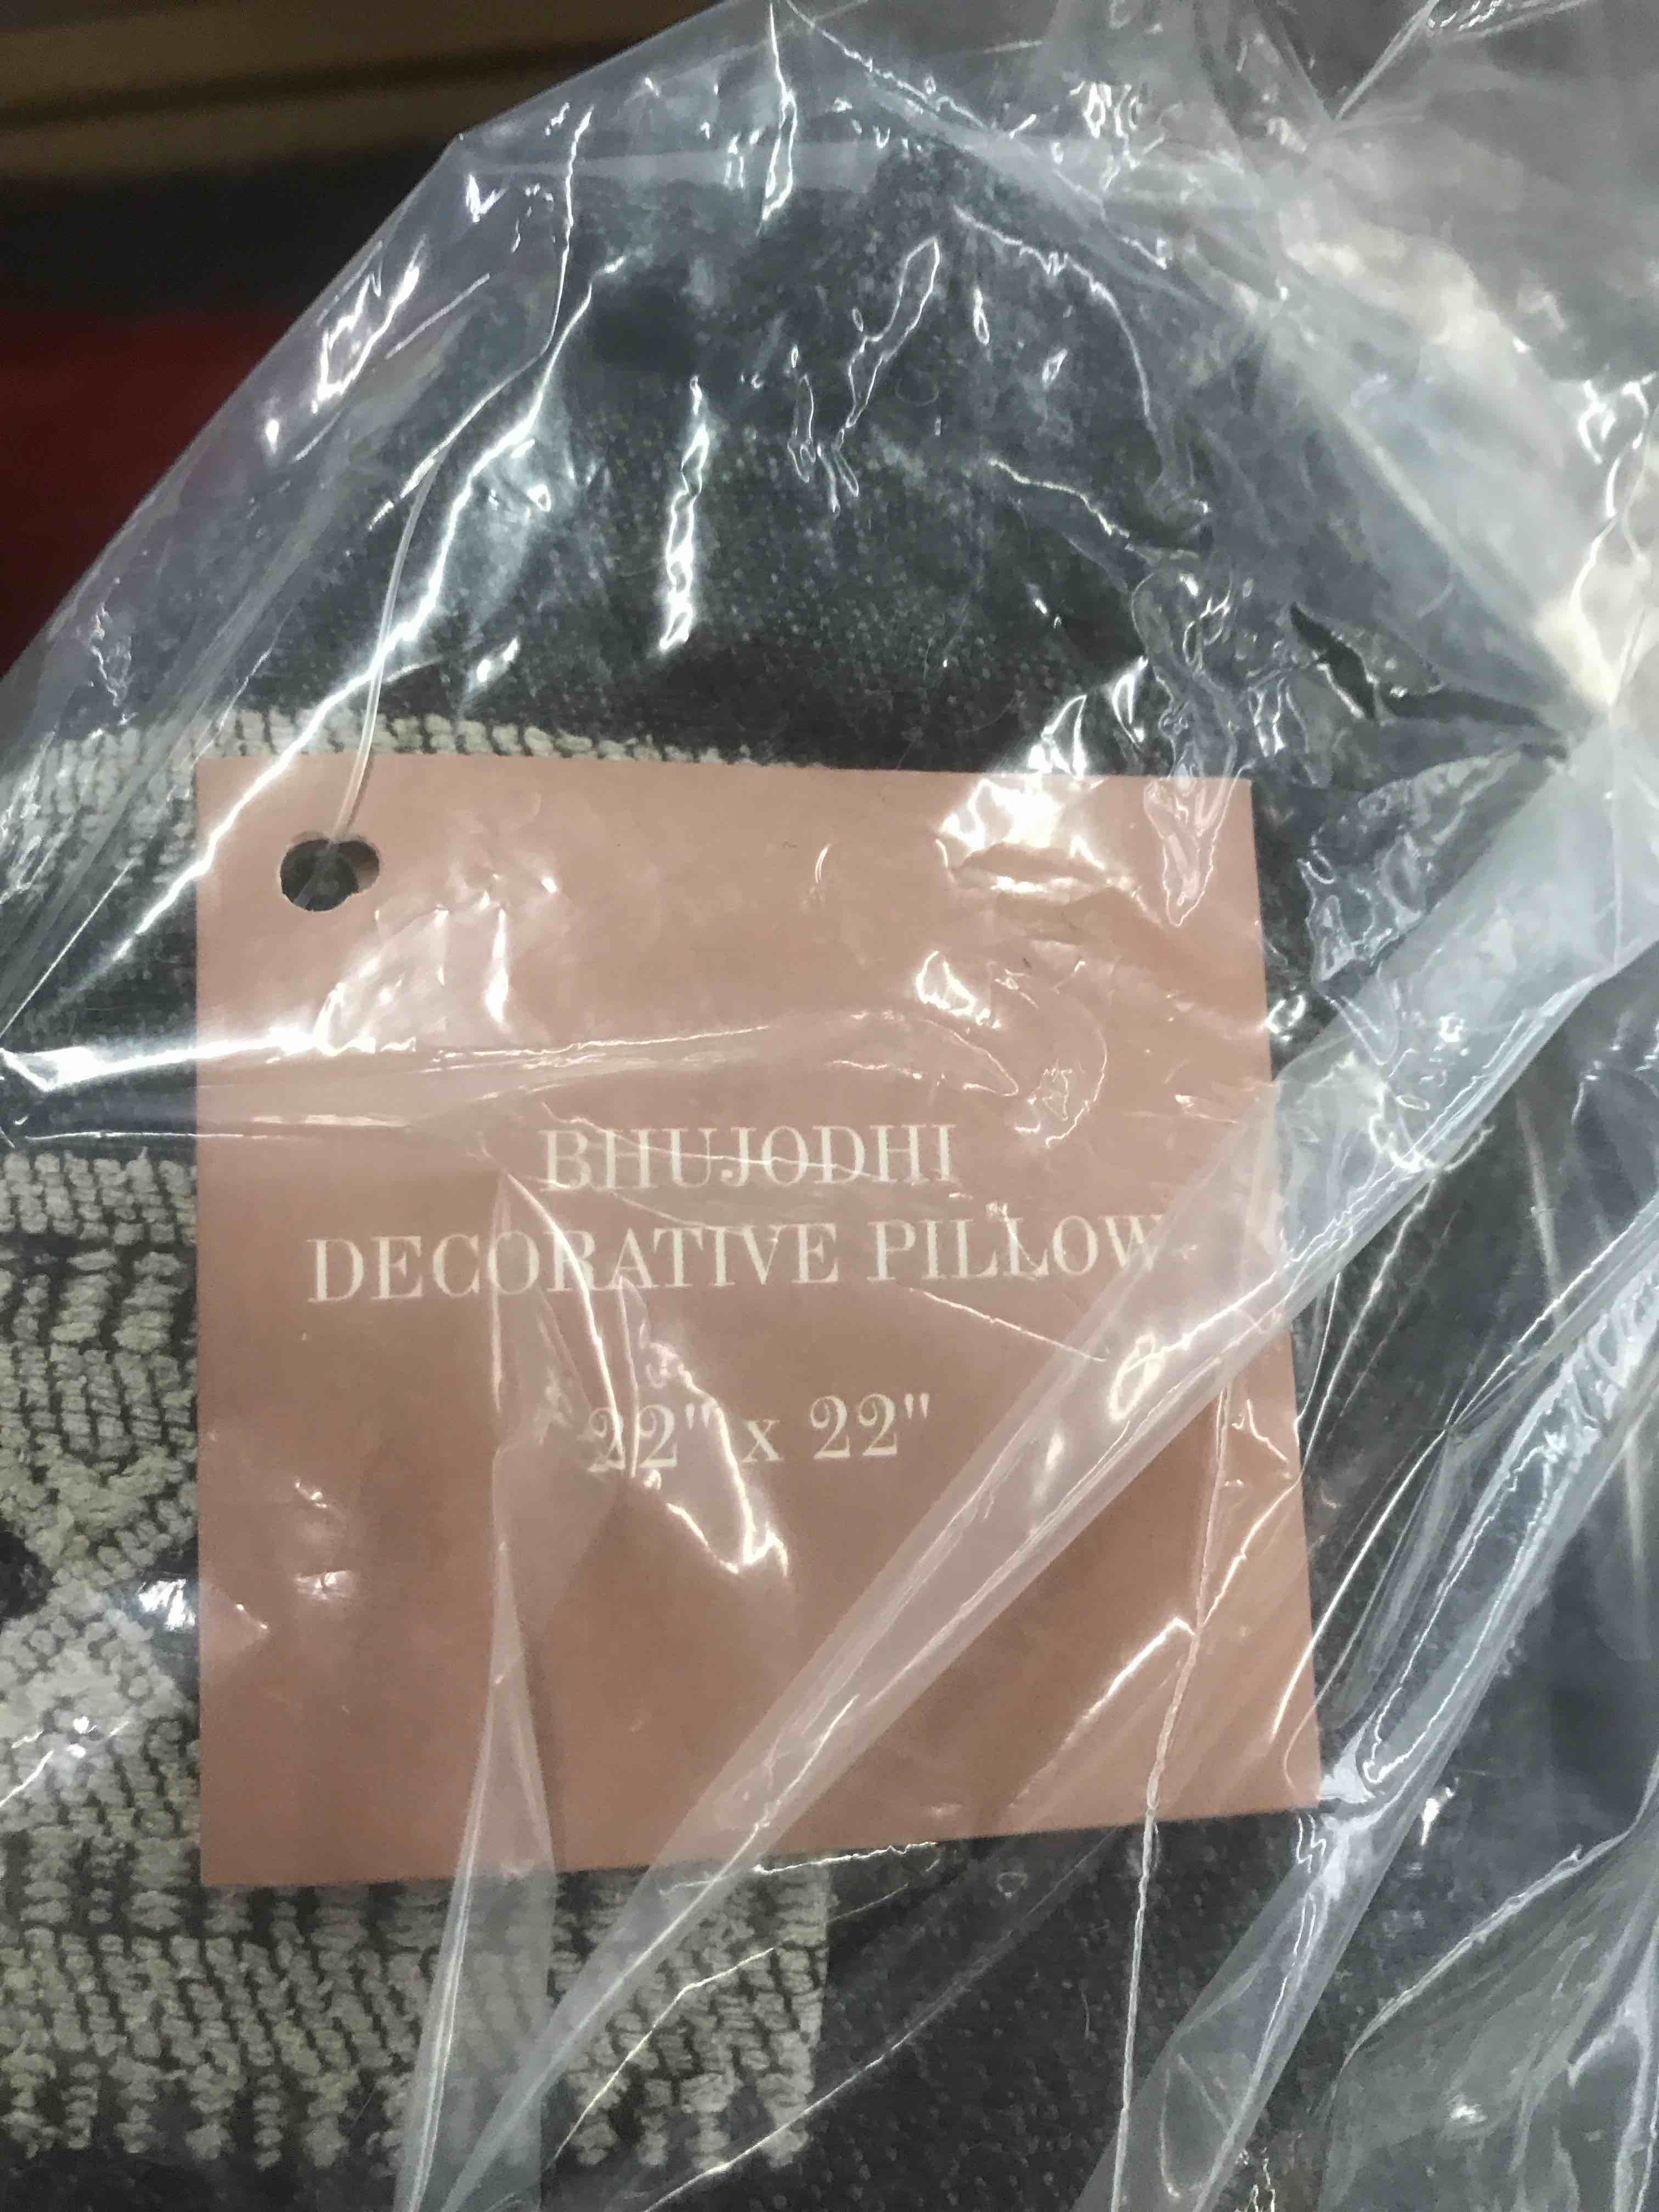 BHUJODHI
DECORATIVE PILLOW
22" x 22"